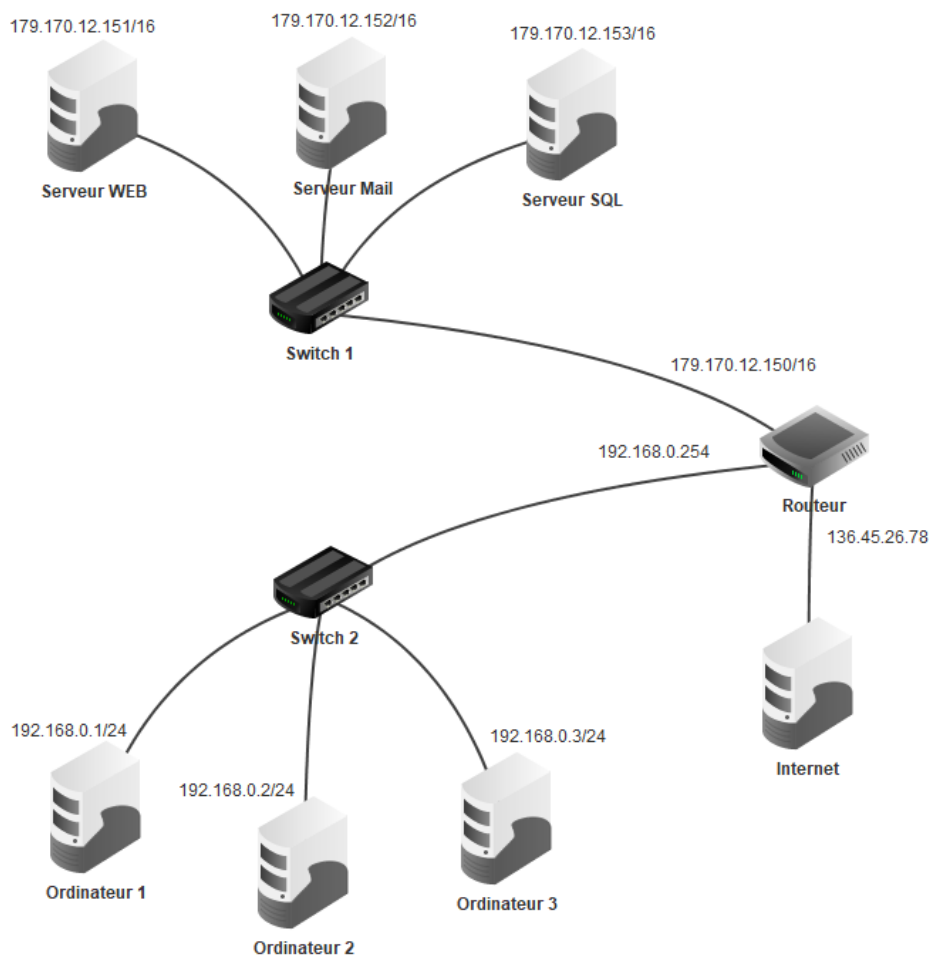 179.170.12.151/16
179.170.12.152/16
179.170.12.153/16
Serveur WEB
Serveur Mail
Serveur SQL
Switch 1
179.170.12.150/16
192.168.0.254
Routeur
136.45.26.78
Switch 2
192.168.0.1/24
192.168.0.2/24
192.168.0.3/24
Internet
Ordinateur 1
Ordinateur 2
Ordinateur 3